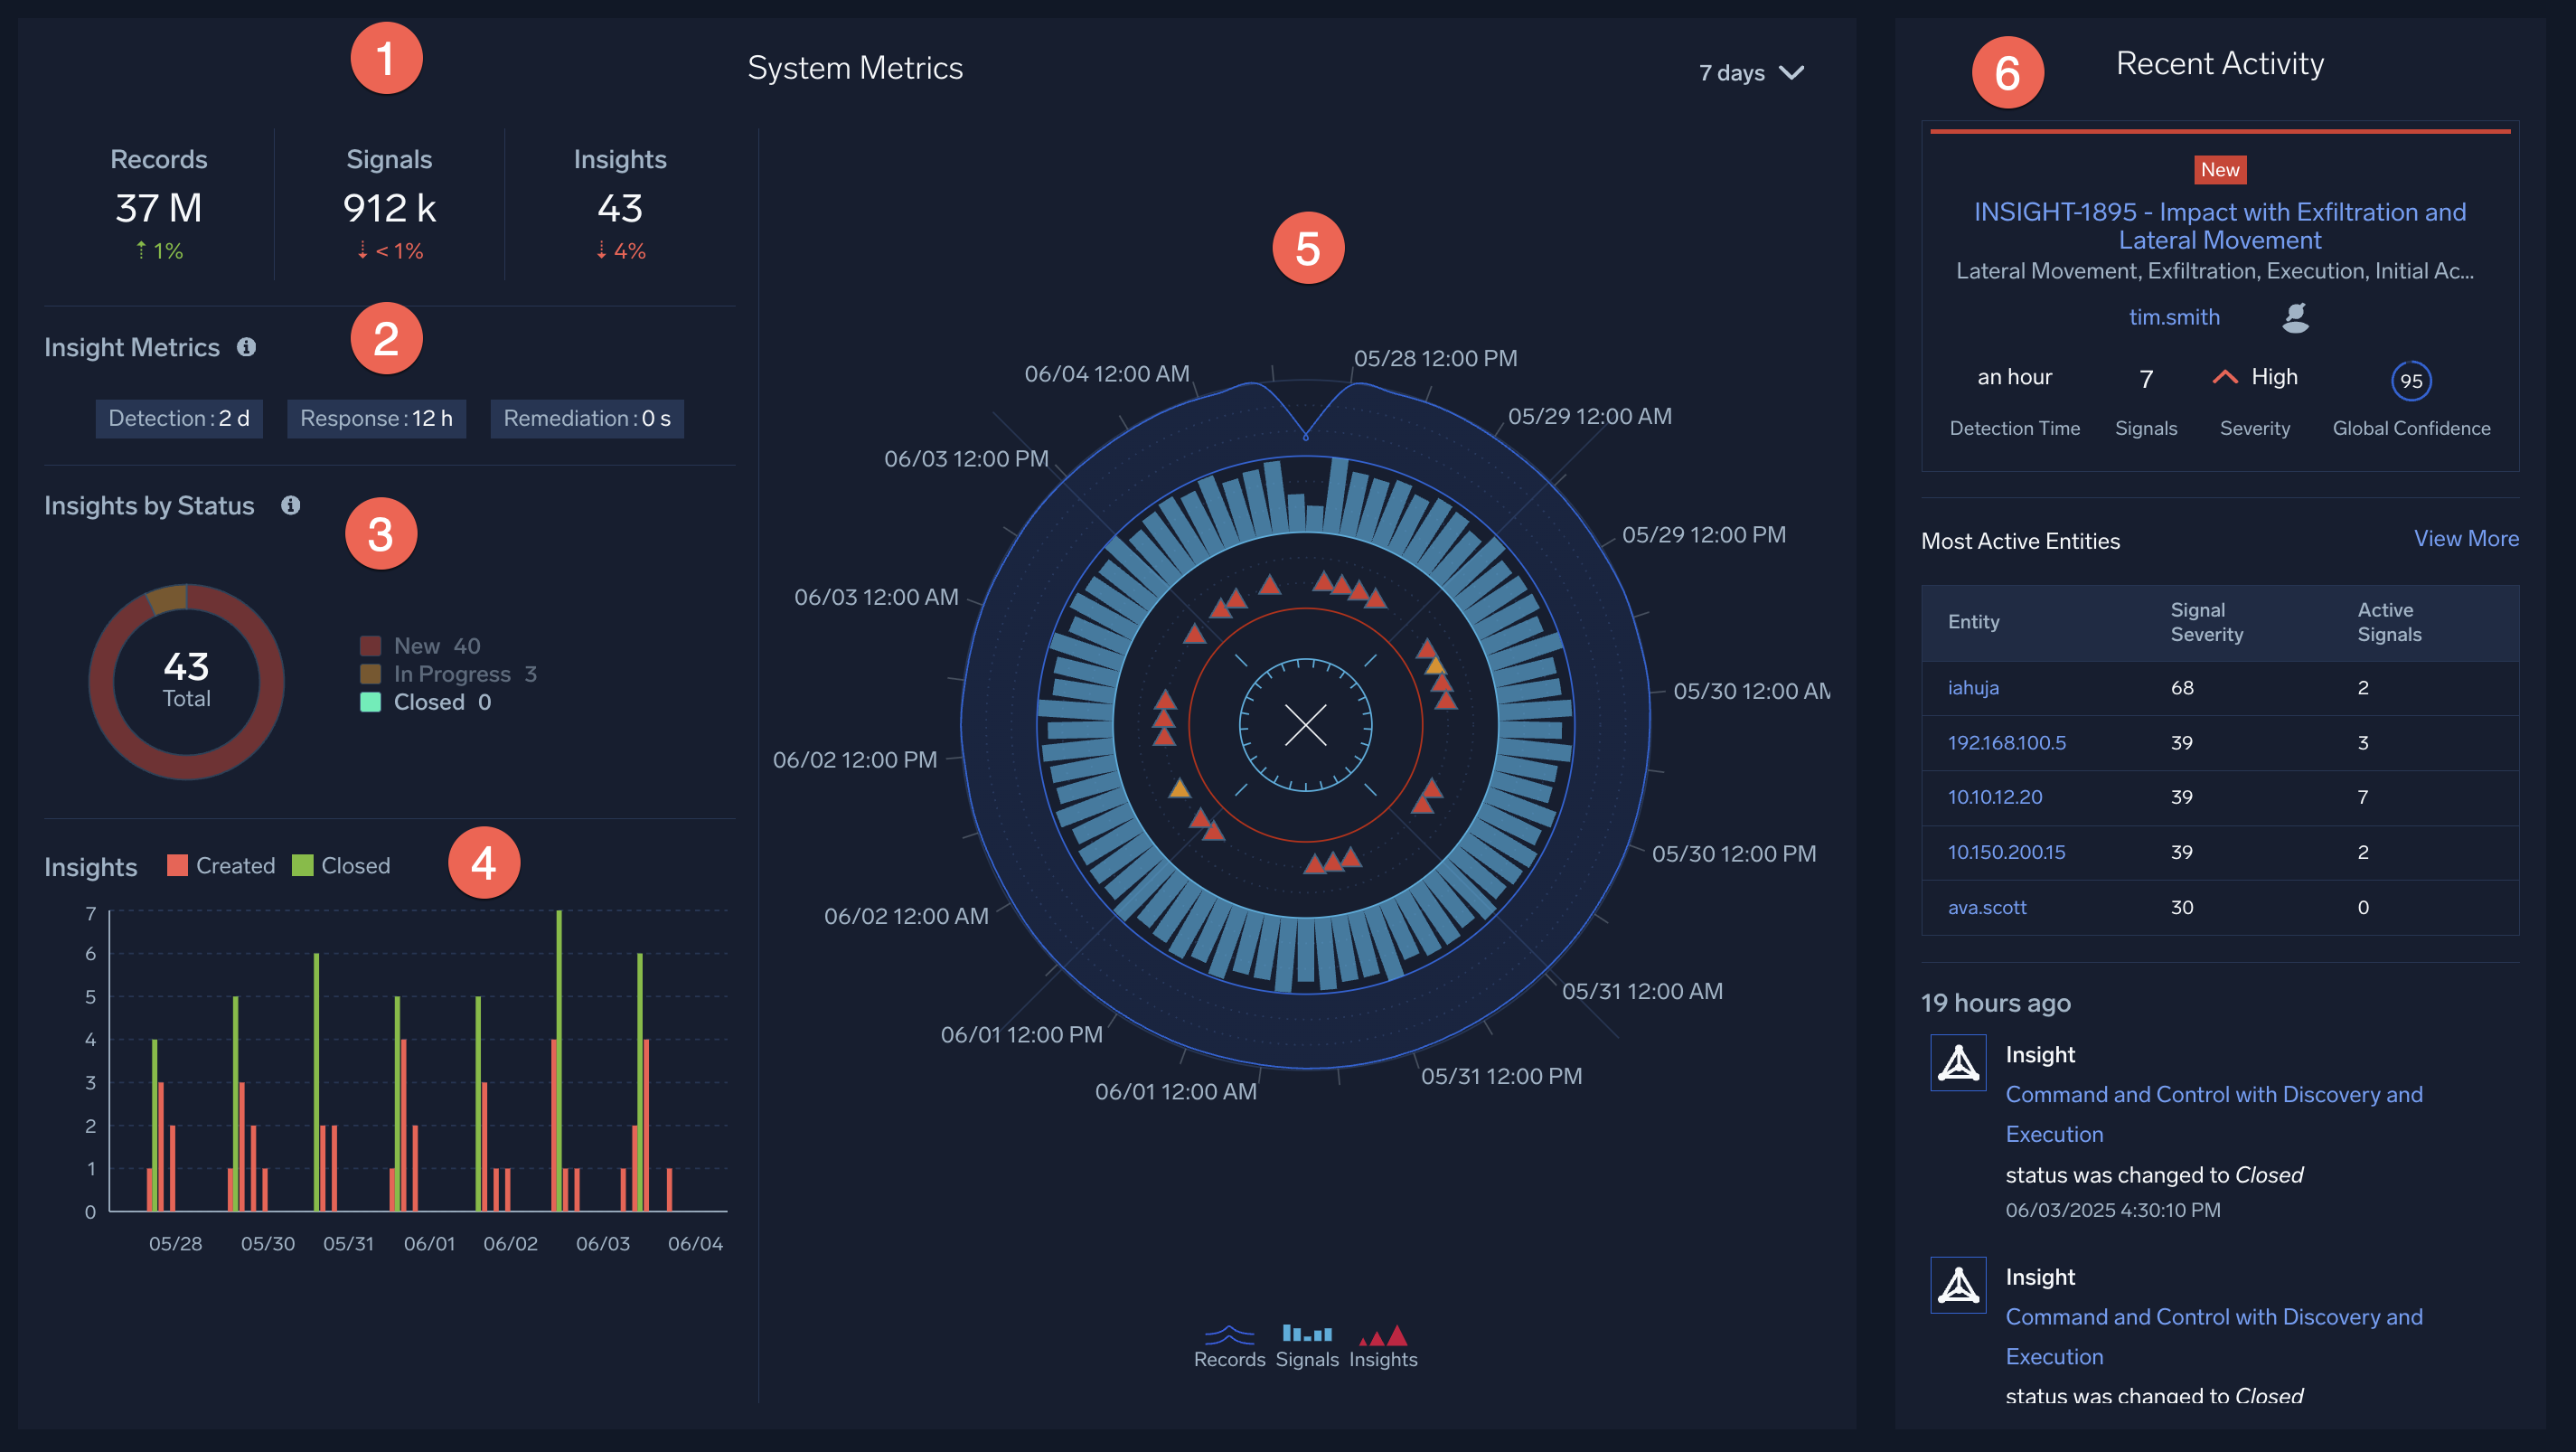 1
System Metrics
7 days
Records
37 M
1%
Signals
912 k
< 1%
Insights
43
4%
2
Insight Metrics
Detection : 2 d
Response : 12 h
Remediation : 0 s
3
Insights by Status
43
Total
New 40
In Progress 3
Closed 0
4
Insights
Created
Closed
7
6
5
4
3
2
1
0
05/28
05/30
05/31
06/01
06/02
06/03
06/04
5
05/28 12:00 PM
05/29 12:00 AM
05/29 12:00 PM
05/30 12:00 AM
05/30 12:00 PM
05/31 12:00 AM
05/31 12:00 PM
06/01 12:00 AM
06/01 12:00 PM
06/02 12:00 AM
06/02 12:00 PM
06/03 12:00 AM
06/03 12:00 PM
06/04 12:00 AM
Records
Signals
Insights
6
Recent Activity
New
INSIGHT-1895 - Impact with Exfiltration and
Lateral Movement
Lateral Movement, Exfiltration, Execution, Initial Ac...
tim.smith
an hour
Detection Time
7
Signals
High
Severity
95
Global Confidence
Most Active Entities
View More
Entity
Signal
Severity
Active
Signals
iahuja 68 2
192.168.100.5 39 3
10.10.12.20 39 7
10.150.200.15 39 2
ava.scott 30 0
19 hours ago
Insight
Command and Control with Discovery and
Execution
status was changed to Closed
06/03/2025 4:30:10 PM
Insight
Command and Control with Discovery and
Execution
status was changed to Closed